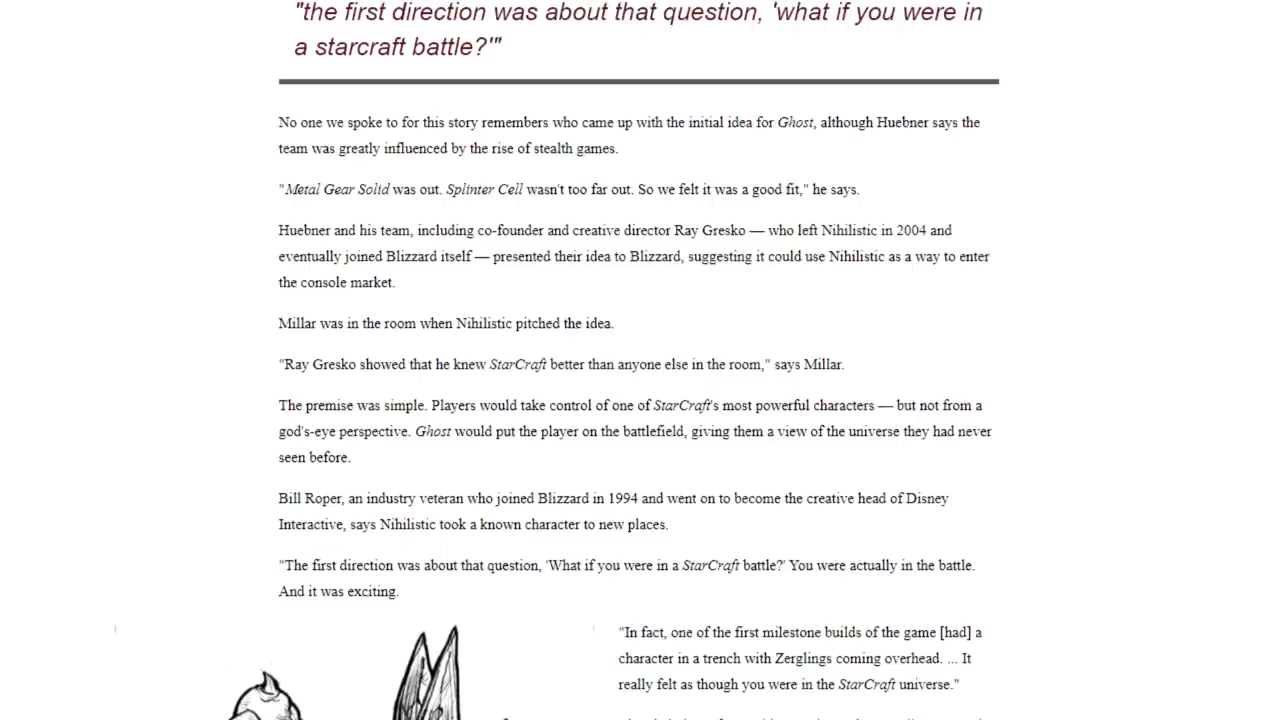 "the first direction was about that question, 'what if you were in
a starcraft battle?'"
No one we spoke to for this story remembers who came up with the initial idea for Ghost, although Huebner says the
team was greatly influenced by the rise of stealth games.
"Metal Gear Solid was out. Splinter Cell wasn't too far out. So we felt it was a good fit," he says.
Huebner and his team, including co-founder and creative director Ray Gresko — who left Nihilistic in 2004 and
eventually joined Blizzard itself — presented their idea to Blizzard, suggesting it could use Nihilistic as a way to enter
the console market.
Millar was in the room when Nihilistic pitched the idea.
"Ray Gresko showed that he knew StarCraft better than anyone else in the room," says Millar.
The premise was simple. Players would take control of one of StarCraft's most powerful characters — but not from a
god's-eye perspective. Ghost would put the player on the battlefield, giving them a view of the universe they had never
seen before.
Bill Roper, an industry veteran who joined Blizzard in 1994 and went on to become the creative head of Disney
Interactive, says Nihilistic took a known character to new places.
"The first direction was about that question, 'What if you were in a StarCraft battle?' You were actually in the battle.
And it was exciting.
"In fact, one of the first milestone builds of the game [had] a
character in a trench with Zerglings coming overhead. ... It
really felt as though you were in the StarCraft universe."